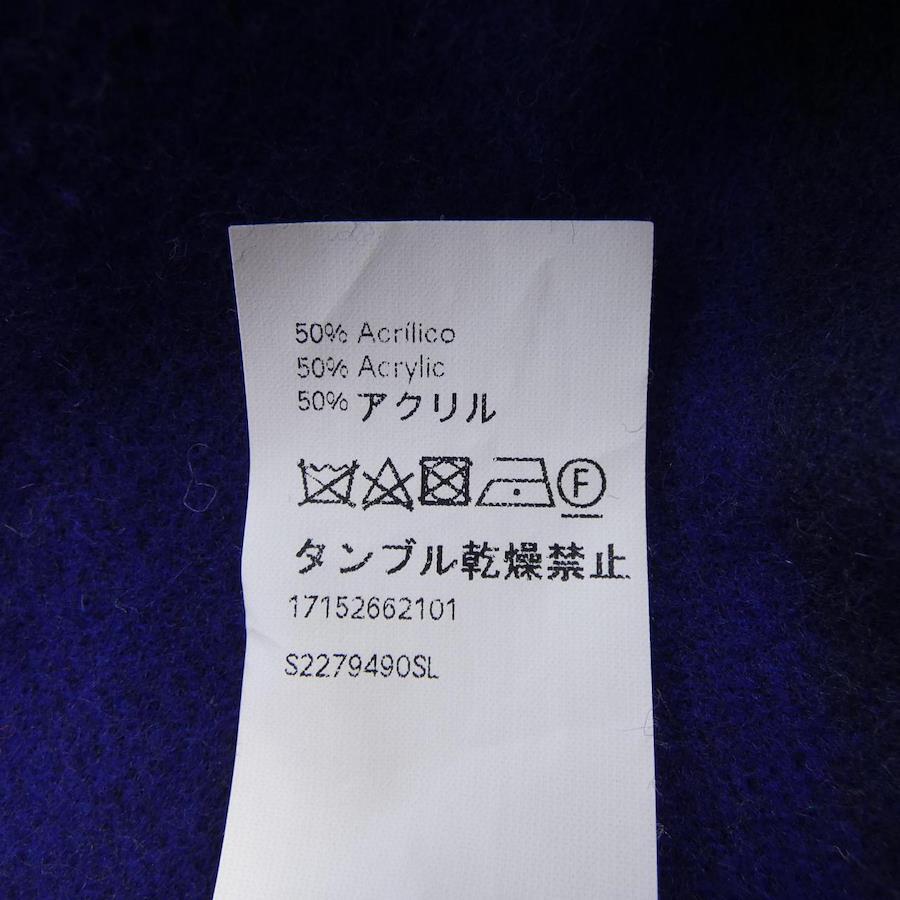 50% Acrílico
50% Acrylic
50% アクリル
F
タンブル乾燥禁止
17152662101
S2279490SL